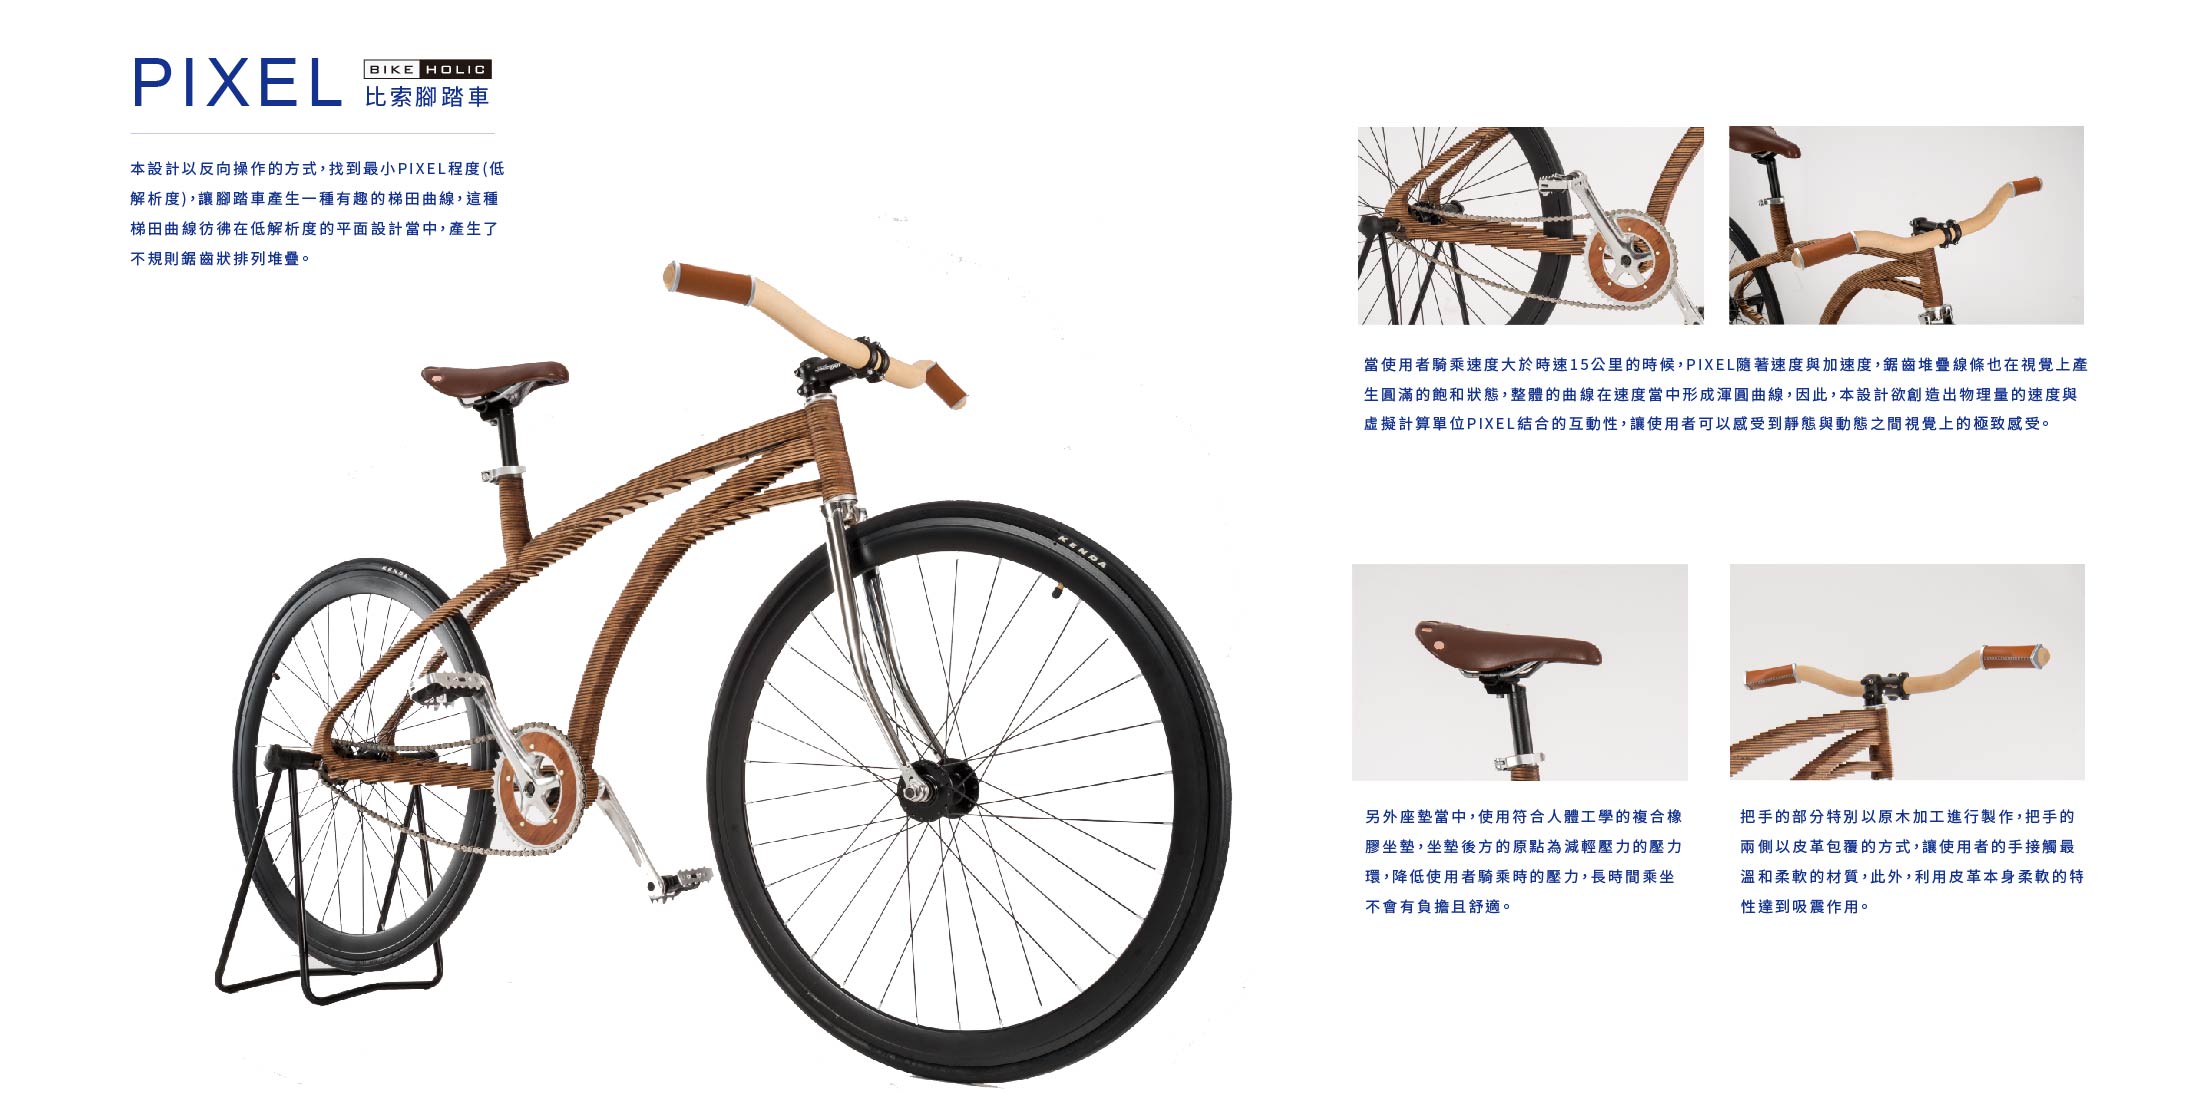 PIXEL
BIKE HOLIC
比索腳踏車
本設計以反向操作的方式,找到最小PIXEL程度(低
解析度),讓腳踏車產生一種有趣的梯田曲線,這種
梯田曲線彷彿在低解析度的平面設計當中,產生了
不規則鋸齒狀排列堆疊。
KENDA
KENDA
當使用者騎乘速度大於時速15公里的時候,PIXEL隨著速度與加速度,鋸齒堆疊線條也在視覺上產
生圓滿的飽和狀態,整體的曲線在速度當中形成渾圓曲線,因此,本設計欲創造出物理量的速度與
虛擬計算單位PIXEL結合的互動性,讓使用者可以感受到靜態與動態之間視覺上的極致感受。
另外座墊當中,使用符合人體工學的複合橡
膠坐墊,坐墊後方的原點為減輕壓力的壓力
環,降低使用者騎乘時的壓力,長時間乘坐
不會有負擔且舒適。
把手的部分特別以原木加工進行製作,把手的
兩側以皮革包覆的方式,讓使用者的手接觸最
溫和柔軟的材質,此外,利用皮革本身柔軟的特
性達到吸震作用。